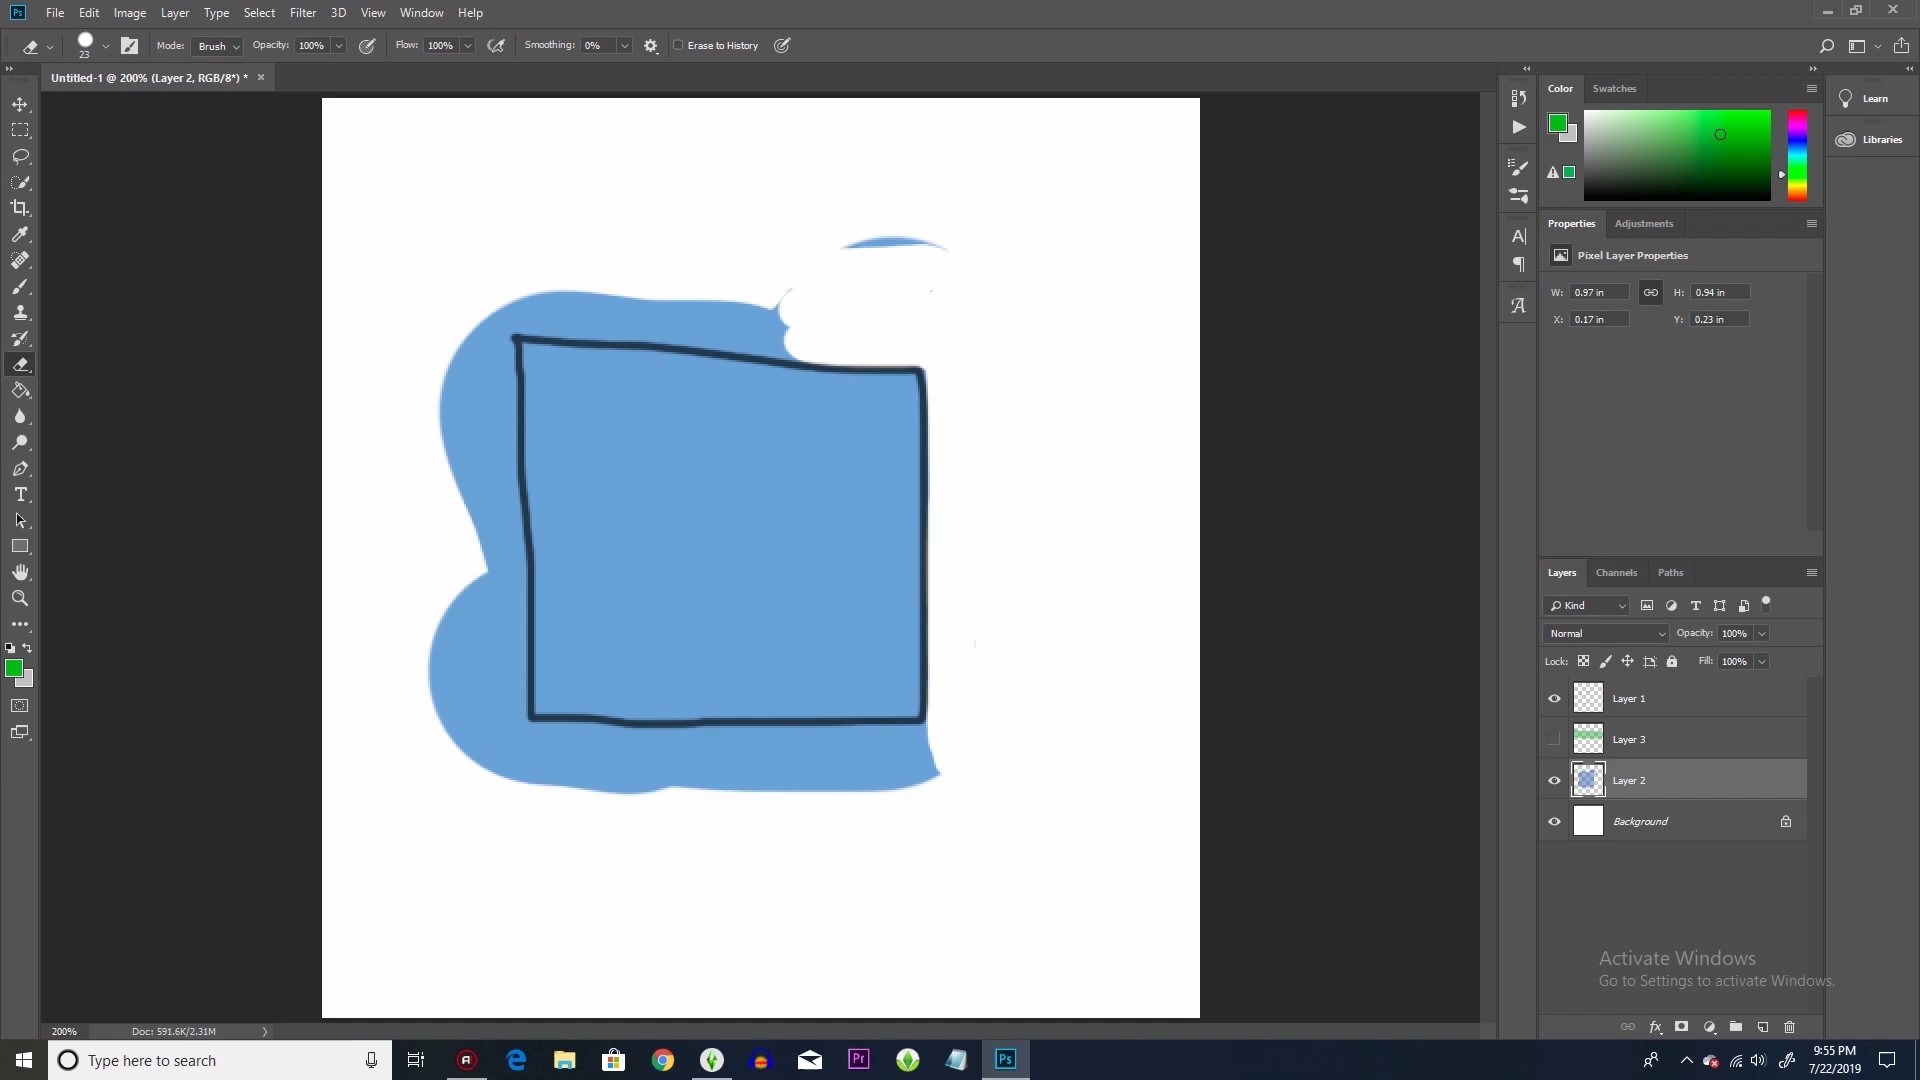 Ps File Edit Image Layer Type Select Filter 3D View Window Help
23 Mode: Brush Opacity: 100% Flow: 100% Smoothing: 0% Erase to History
Untitled-1 @ 200% (Layer 2, RGB/8*) *
Color Swatches
Learn
Libraries
Properties Adjustments
Pixel Layer Properties
W: 0.97 in H: 0.94 in
X: 0.17 in Y: 0.23 in
Layers Channels Paths
Kind
Normal Opacity: 100%
Lock: Fill: 100%
Layer 1
Layer 3
Layer 2
Background
Activate Windows
Go to Settings to activate Windows.
200% Doc: 591.6K/2.31M
Type here to search
Pr
Ps
9:55 PM
7/22/2019